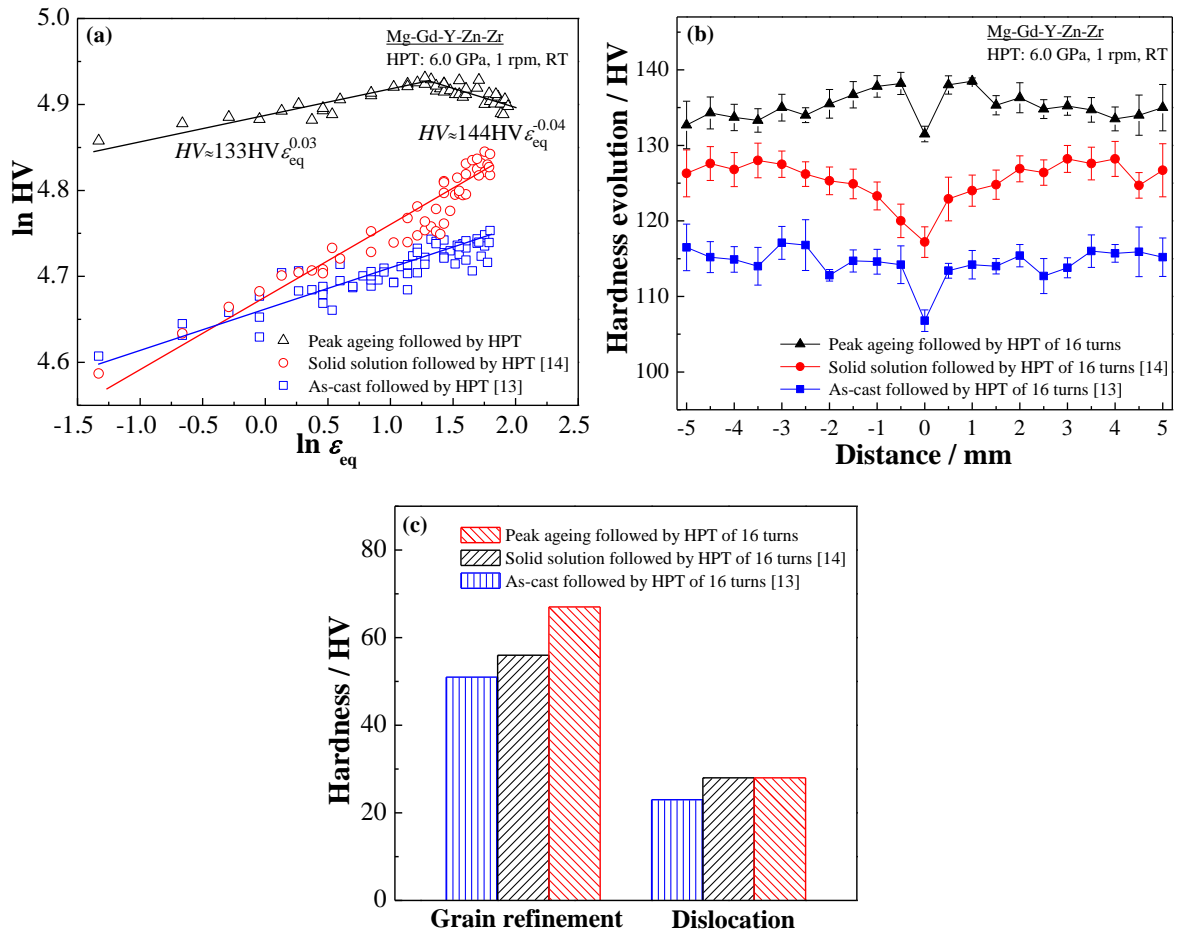 (a)
Mg-Gd-Y-Zn-Zr
HPT: 6.0 GPa, 1 rpm, RT
HV≈133HVε_eq^0.03
HV≈144HVε_eq^-0.04
Peak ageing followed by HPT
Solid solution followed by HPT [14]
As-cast followed by HPT [13]
ln HV
5.0
4.9
4.8
4.7
4.6
-1.5 -1.0 -0.5 0.0 0.5 1.0 1.5 2.0 2.5
ln ε_eq
(b)
Mg-Gd-Y-Zn-Zr
HPT: 6.0 GPa, 1 rpm, RT
Peak ageing followed by HPT of 16 turns
Solid solution followed by HPT of 16 turns [14]
As-cast followed by HPT of 16 turns [13]
Hardness evolution / HV
140
130
120
110
100
-5 -4 -3 -2 -1 0 1 2 3 4 5
Distance / mm
(c)
Peak ageing followed by HPT of 16 turns
Solid solution followed by HPT of 16 turns [14]
As-cast followed by HPT of 16 turns [13]
Hardness / HV
80
60
40
20
0
Grain refinement Dislocation